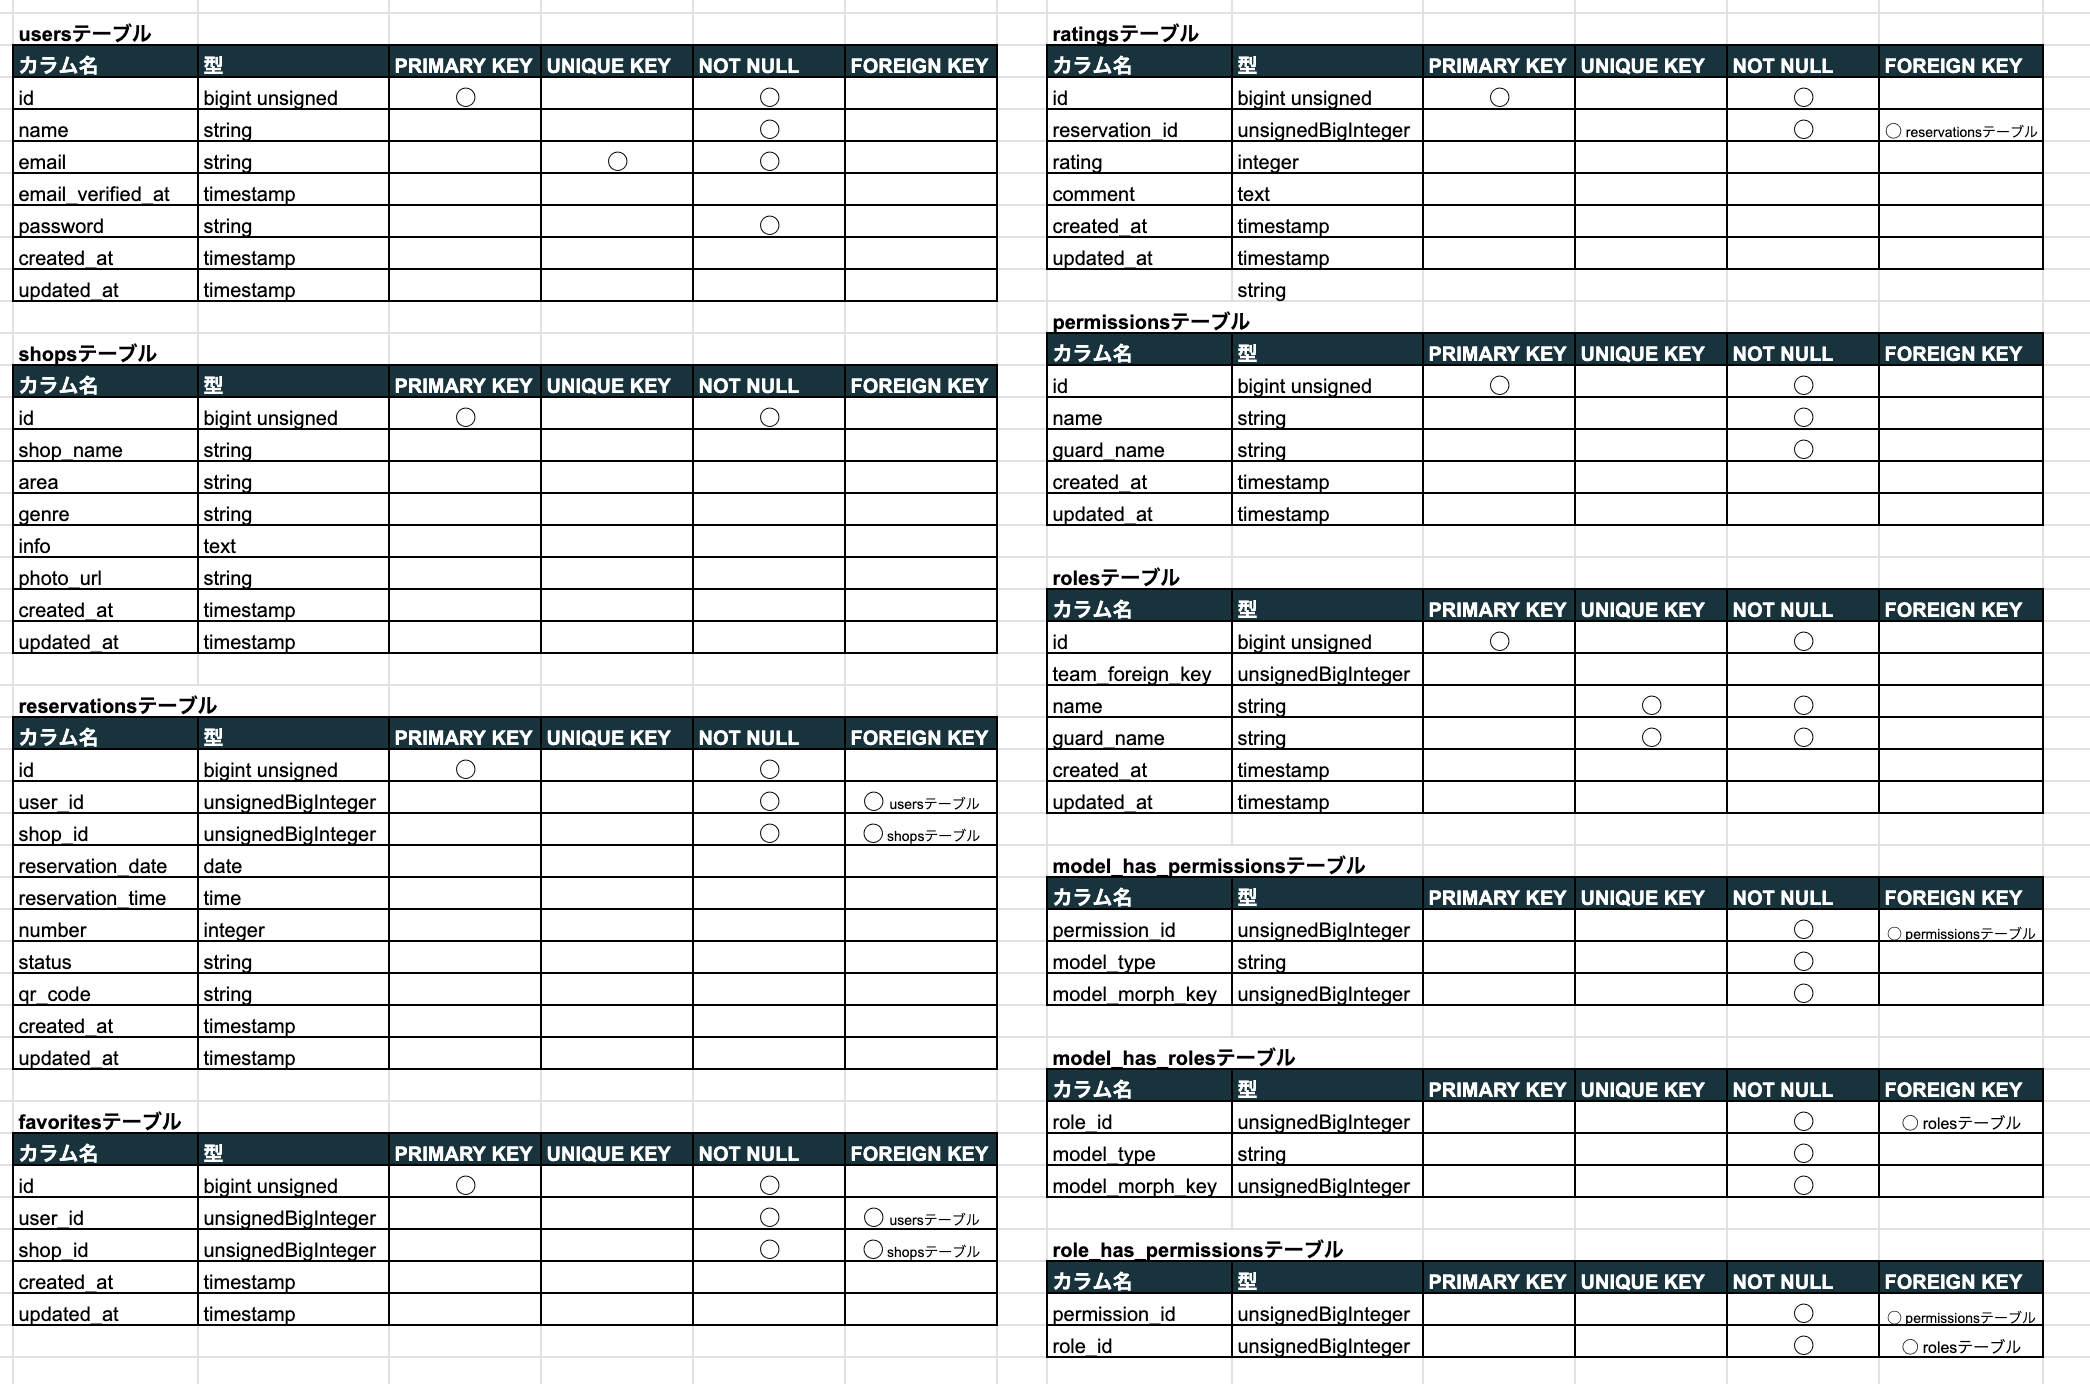 usersテーブル
カラム名 型 PRIMARY KEY UNIQUE KEY NOT NULL FOREIGN KEY
id bigint unsigned ○ ○
name string ○
email string ○ ○
email_verified_at timestamp
password string ○
created_at timestamp
updated_at timestamp
shopsテーブル
カラム名 型 PRIMARY KEY UNIQUE KEY NOT NULL FOREIGN KEY
id bigint unsigned ○ ○
shop_name string
area string
genre string
info text
photo_url string
created_at timestamp
updated_at timestamp
reservationsテーブル
カラム名 型 PRIMARY KEY UNIQUE KEY NOT NULL FOREIGN KEY
id bigint unsigned ○ ○
user_id unsignedBigInteger ○ ○ usersテーブル
shop_id unsignedBigInteger ○ ○ shopsテーブル
reservation_date date
reservation_time time
number integer
status string
qr_code string
created_at timestamp
updated_at timestamp
favoritesテーブル
カラム名 型 PRIMARY KEY UNIQUE KEY NOT NULL FOREIGN KEY
id bigint unsigned ○ ○
user_id unsignedBigInteger ○ ○ usersテーブル
shop_id unsignedBigInteger ○ ○ shopsテーブル
created_at timestamp
updated_at timestamp
ratingsテーブル
カラム名 型 PRIMARY KEY UNIQUE KEY NOT NULL FOREIGN KEY
id bigint unsigned ○ ○
reservation_id unsignedBigInteger ○ ○ reservationsテーブル
rating integer
comment text
created_at timestamp
updated_at timestamp
string
permissionsテーブル
カラム名 型 PRIMARY KEY UNIQUE KEY NOT NULL FOREIGN KEY
id bigint unsigned ○ ○
name string ○
guard_name string ○
created_at timestamp
updated_at timestamp
rolesテーブル
カラム名 型 PRIMARY KEY UNIQUE KEY NOT NULL FOREIGN KEY
id bigint unsigned ○ ○
team_foreign_key unsignedBigInteger
name string ○ ○
guard_name string ○ ○
created_at timestamp
updated_at timestamp
model_has_permissionsテーブル
カラム名 型 PRIMARY KEY UNIQUE KEY NOT NULL FOREIGN KEY
permission_id unsignedBigInteger ○ ○ permissionsテーブル
model_type string ○
model_morph_key unsignedBigInteger ○
model_has_rolesテーブル
カラム名 型 PRIMARY KEY UNIQUE KEY NOT NULL FOREIGN KEY
role_id unsignedBigInteger ○ ○ rolesテーブル
model_type string ○
model_morph_key unsignedBigInteger ○
role_has_permissionsテーブル
カラム名 型 PRIMARY KEY UNIQUE KEY NOT NULL FOREIGN KEY
permission_id unsignedBigInteger ○ ○ permissionsテーブル
role_id unsignedBigInteger ○ ○ rolesテーブル